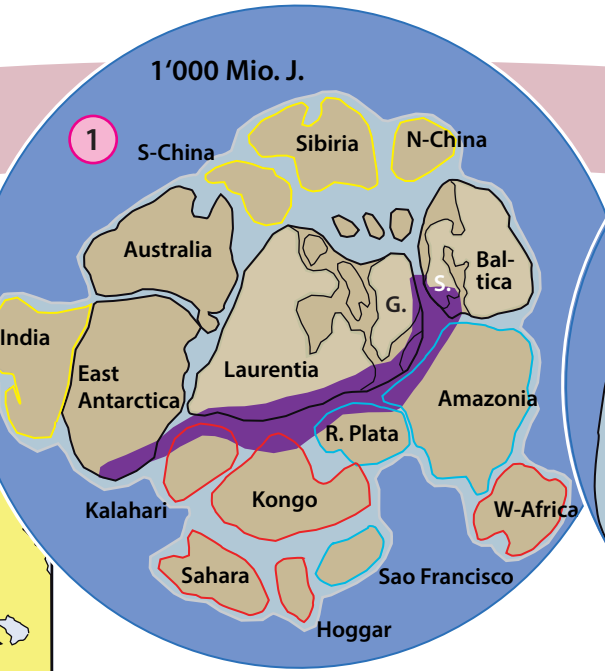 1‘000 Mio. J.
1
S-China
Sibiria
N-China
Australia
Bal-
tica
S.
G.
India
East
Antarctica
Laurentia
Amazonia
R. Plata
Kalahari
Kongo
W-Africa
Sahara
Sao Francisco
Hoggar